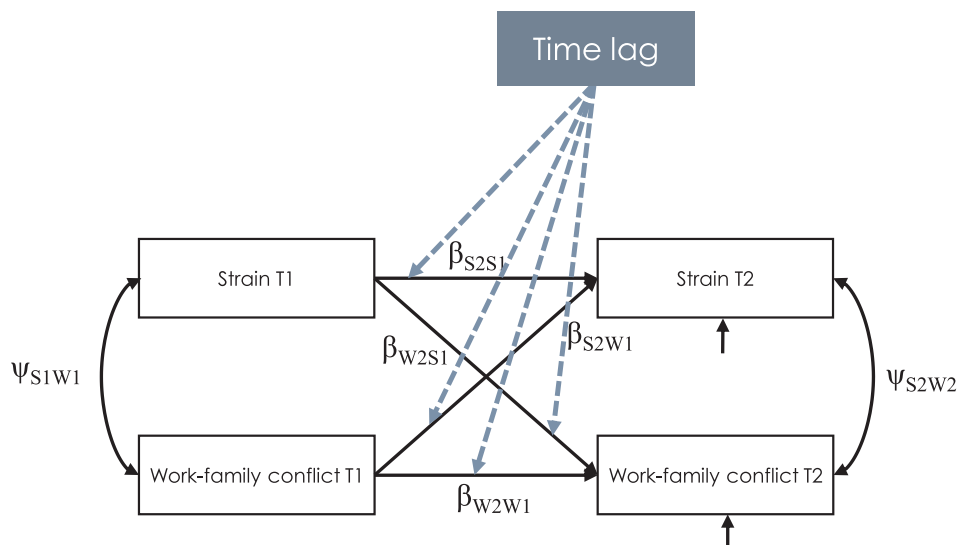 Time lag
βS2S1
Strain T1
Strain T2
βS2W1
βW2S1
ψS1W1
ψS2W2
Work-family conflict T1
Work-family conflict T2
βW2W1